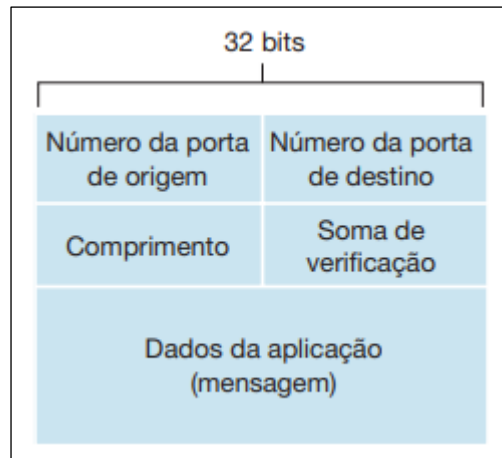 32 bits
Número da porta
de origem
Número da porta
de destino
Comprimento
Soma de
verificação
Dados da aplicação
(mensagem)